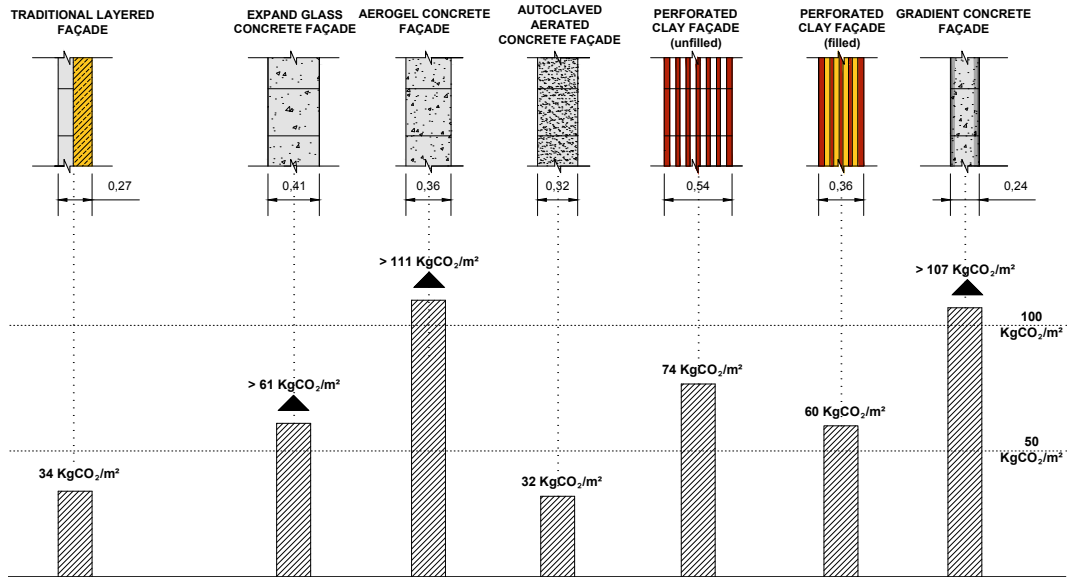 TRADITIONAL LAYERED
FAÇADE
EXPAND GLASS
CONCRETE FAÇADE
AEROGEL CONCRETE
FAÇADE
AUTOCLAVED
AERATED
CONCRETE FAÇADE
PERFORATED
CLAY FAÇADE
(unfilled)
PERFORATED
CLAY FAÇADE
(filled)
GRADIENT CONCRETE
FAÇADE
0,27
0,41
0,36
0,32
0,54
0,36
0,24
> 111 KgCO₂/m²
> 107 KgCO₂/m²
100
KgCO₂/m²
74 KgCO₂/m²
> 61 KgCO₂/m²
60 KgCO₂/m²
50
KgCO₂/m²
34 KgCO₂/m²
32 KgCO₂/m²